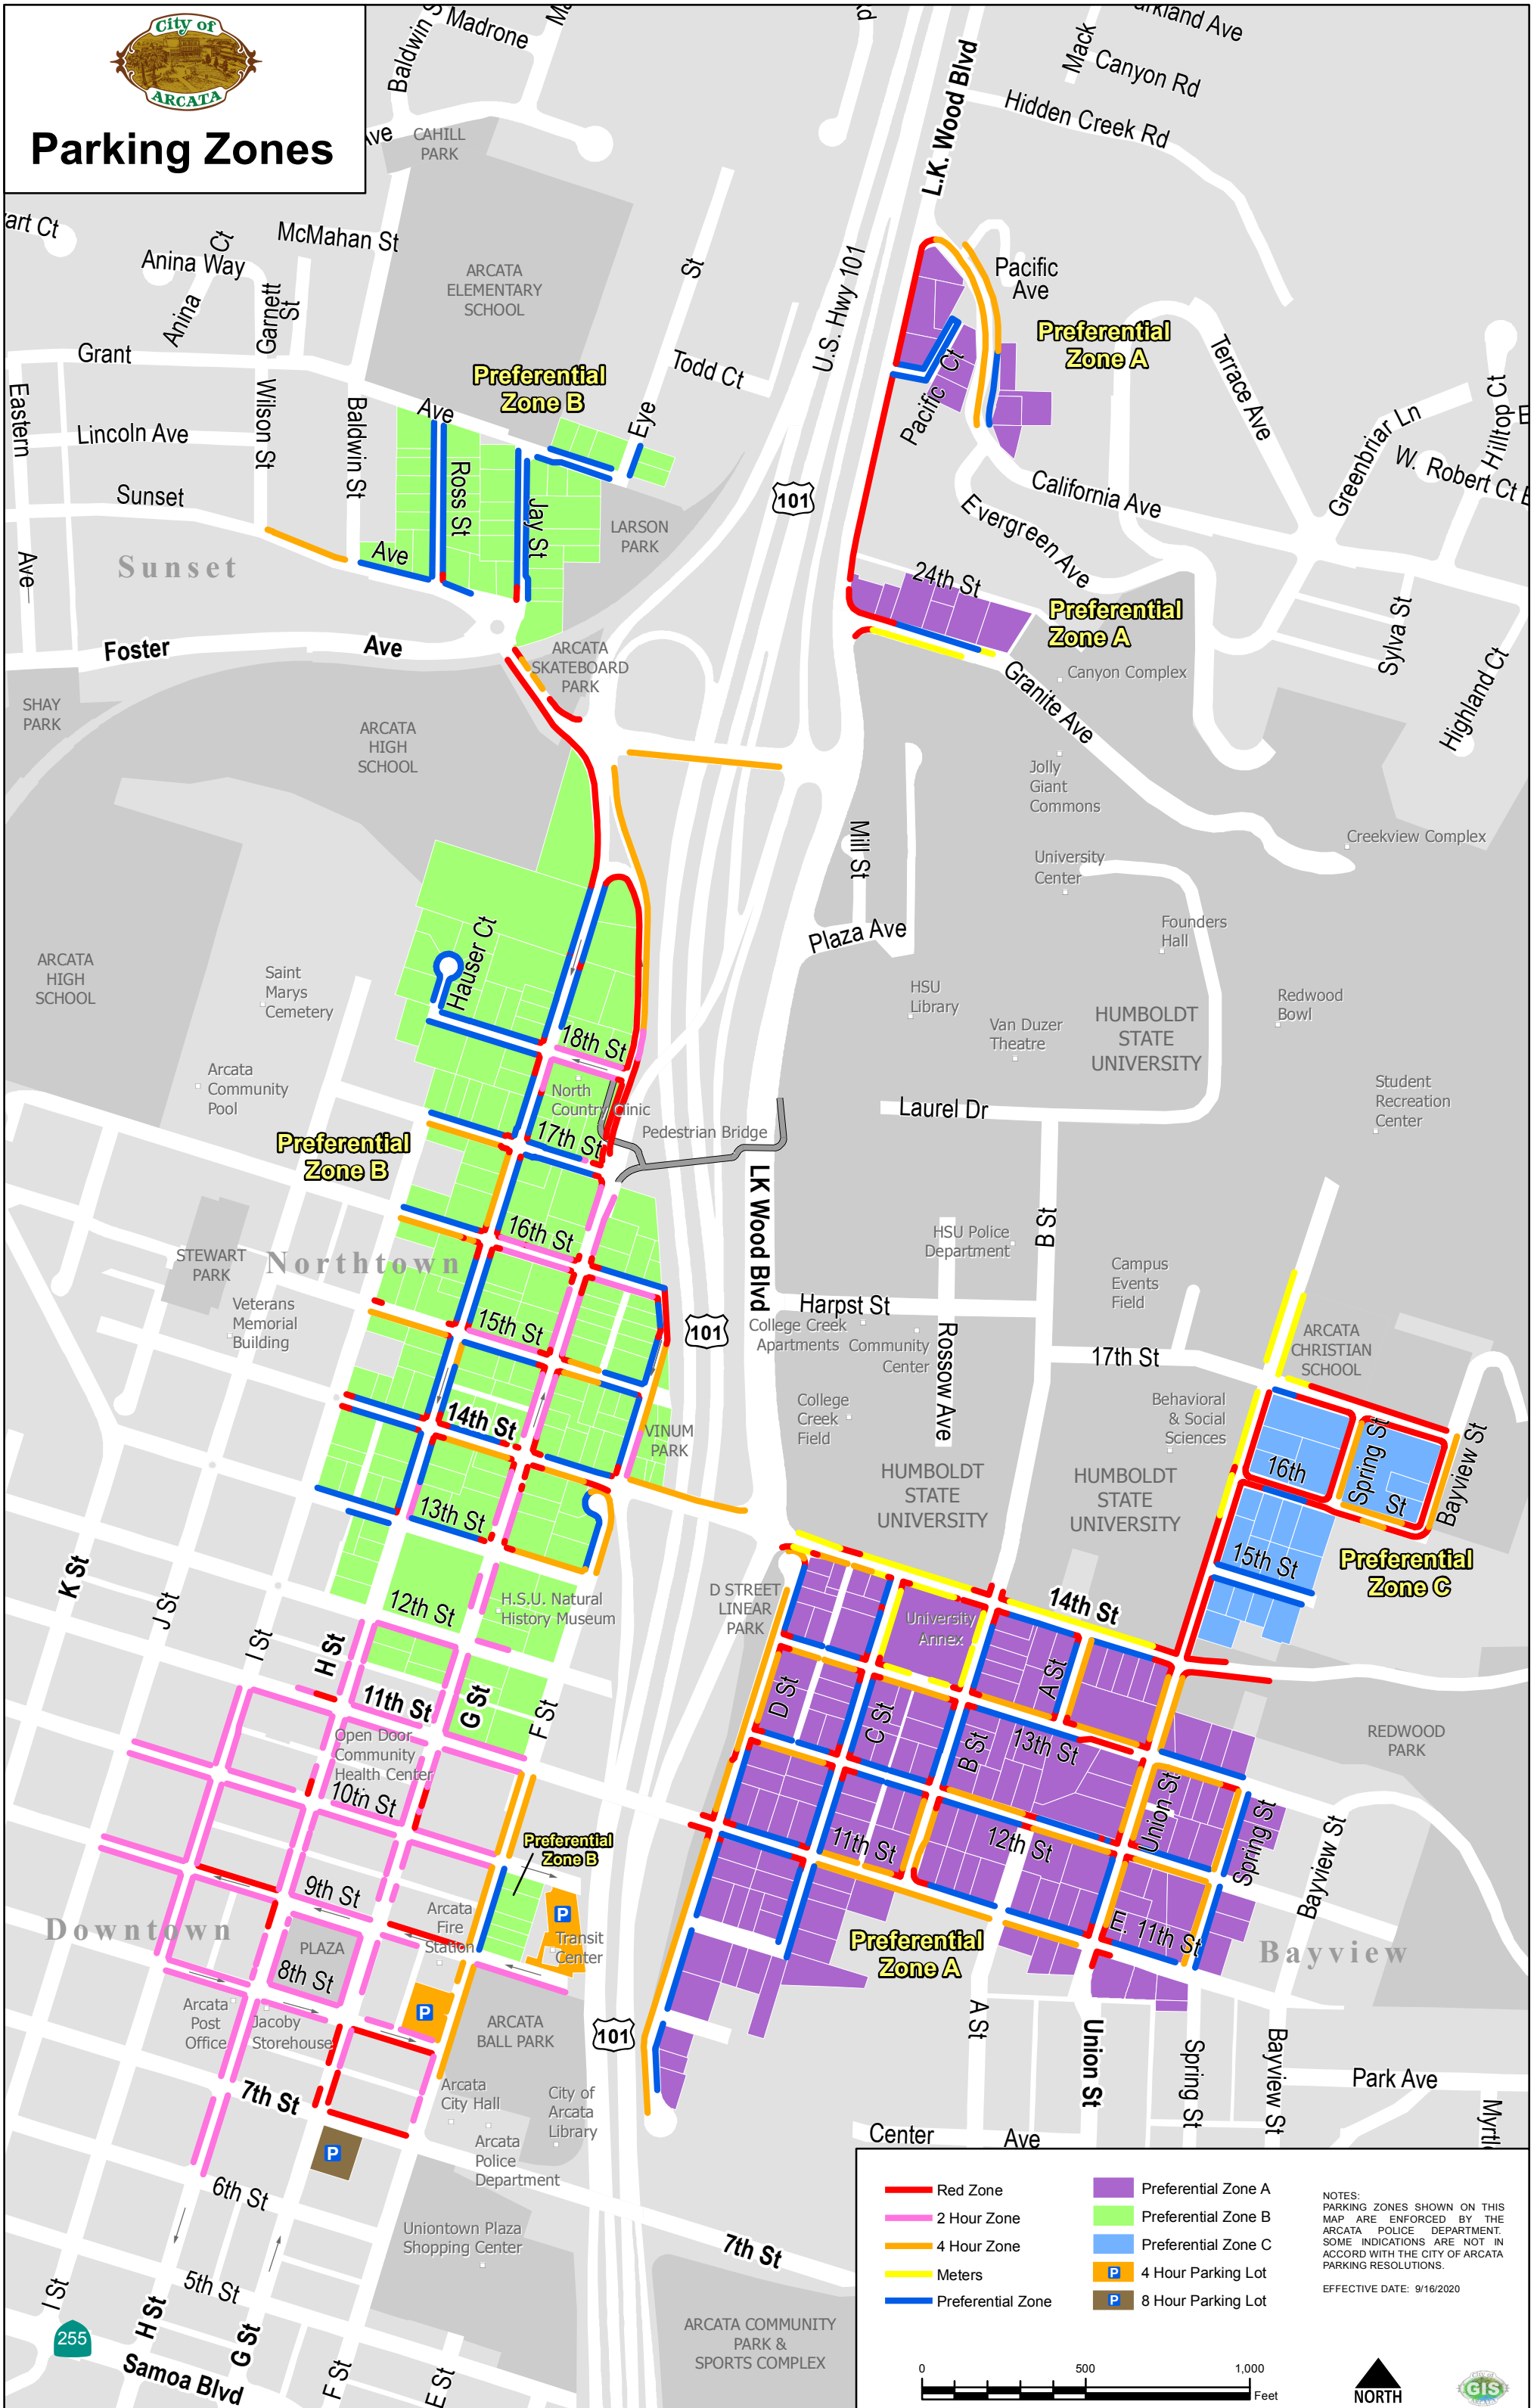 City of
ARCATA
Parking Zones
Baldwin S
Madrone
Ave
CAHILL
PARK
L.K. Wood Blvd
Mack
Canyon Rd
Hidden Creek Rd
art Ct
McMahan St
Anina Way
Ct
Anina
Garnett
St
ARCATA
ELEMENTARY
SCHOOL
St
U.S. Hwy 101
Pacific
Ave
Preferential
Zone A
Grant
Todd Ct
Preferential
Zone B
Pacific Ct
Terrace Ave
Hilltop Ct
Greenbriar Ln
W. Robert Ct E
Eastern
Ave
Lincoln Ave
Wilson St
Baldwin St
Ave
Ross St
Jay St
Eye
LARSON
PARK
101
California Ave
Evergreen Ave
Sunset
Ave
Sunset
24th St
Preferential
Zone A
Sylva St
Highland Ct
Foster
Ave
ARCATA
SKATEBOARD
PARK
Canyon Complex
Granite Ave
SHAY
PARK
ARCATA
HIGH
SCHOOL
Jolly
Giant
Commons
Creekview Complex
Mill St
University
Center
Plaza Ave
Founders
Hall
Hauser Ct
ARCATA
HIGH
SCHOOL
Saint
Marys
Cemetery
HSU
Library
Van Duzer
Theatre
HUMBOLDT
STATE
UNIVERSITY
Redwood
Bowl
18th St
Arcata
Community
Pool
North
Country Clinic
Student
Recreation
Center
Laurel Dr
Preferential
Zone B
17th St
Pedestrian Bridge
LK Wood Blvd
B St
16th St
HSU Police
Department
STEWART
PARK
Northtown
Campus
Events
Field
Veterans
Memorial
Building
15th St
101
Harpst St
College Creek
Apartments
Community
Center
Rossow Ave
17th St
ARCATA
CHRISTIAN
SCHOOL
14th St
VINUM
PARK
College
Creek
Field
Behavioral
& Social
Sciences
16th
St
Spring St
Bayview St
HUMBOLDT
STATE
UNIVERSITY
HUMBOLDT
STATE
UNIVERSITY
13th St
15th St
Preferential
Zone C
K St
J St
I St
H St
12th St
H.S.U. Natural
History Museum
D STREET
LINEAR
PARK
University
Annex
14th St
11th St
G St
F St
D St
C St
B St
A St
13th St
REDWOOD
PARK
Open Door
Community
Health Center
10th St
Preferential
Zone B
11th St
12th St
Union St
Spring St
Bayview St
9th St
Downtown
Arcata
Fire
Station
Transit
Center
P
PLAZA
8th St
P
Preferential
Zone A
E. 11th St
Bayview
Arcata
Post
Office
Jacoby
Storehouse
ARCATA
BALL PARK
101
A St
Union St
Spring St
Bayview St
Park Ave
7th St
Arcata
City Hall
City of
Arcata
Library
Arcata
Police
Department
Center
Ave
P
6th St
Uniontown Plaza
Shopping Center
7th St
5th St
I St
H St
G St
F St
E St
255
Samoa Blvd
ARCATA COMMUNITY
PARK &
SPORTS COMPLEX
Red Zone
2 Hour Zone
4 Hour Zone
Meters
Preferential Zone
Preferential Zone A
Preferential Zone B
Preferential Zone C
P 4 Hour Parking Lot
P 8 Hour Parking Lot
NOTES:
PARKING ZONES SHOWN ON THIS
MAP ARE ENFORCED BY THE
ARCATA POLICE DEPARTMENT.
SOME INDICATIONS ARE NOT IN
ACCORD WITH THE CITY OF ARCATA
PARKING RESOLUTIONS.
EFFECTIVE DATE: 9/16/2020
0 500 1,000
Feet
NORTH
GIS